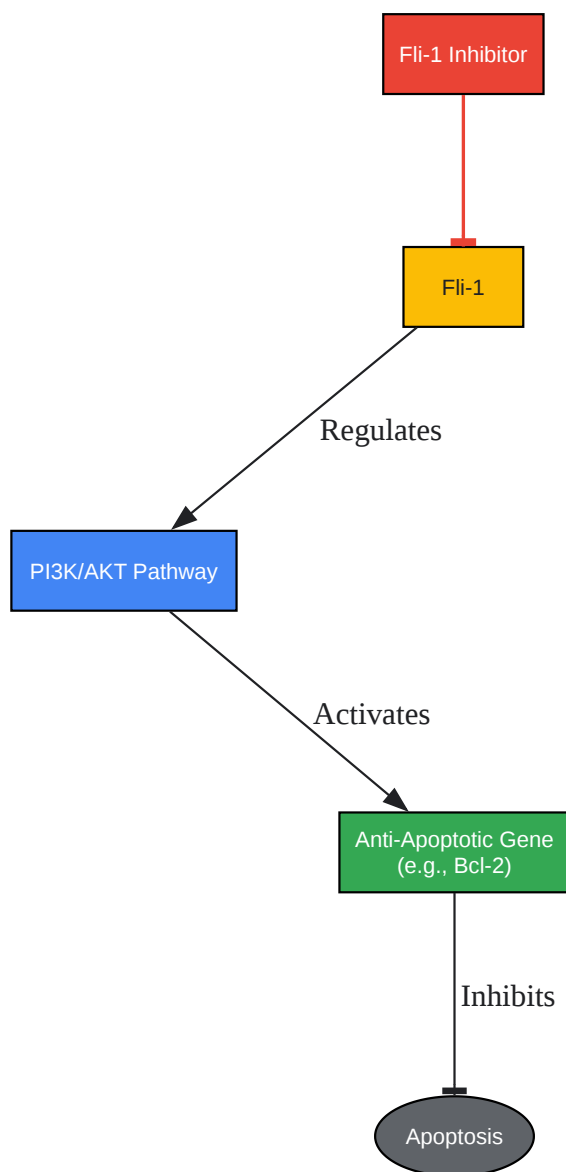 Fli-1 Inhibitor
Fli-1
Regulates
PI3K/AKT Pathway
Activates
Anti-Apoptotic Gene
(e.g., Bcl-2)
Inhibits
Apoptosis